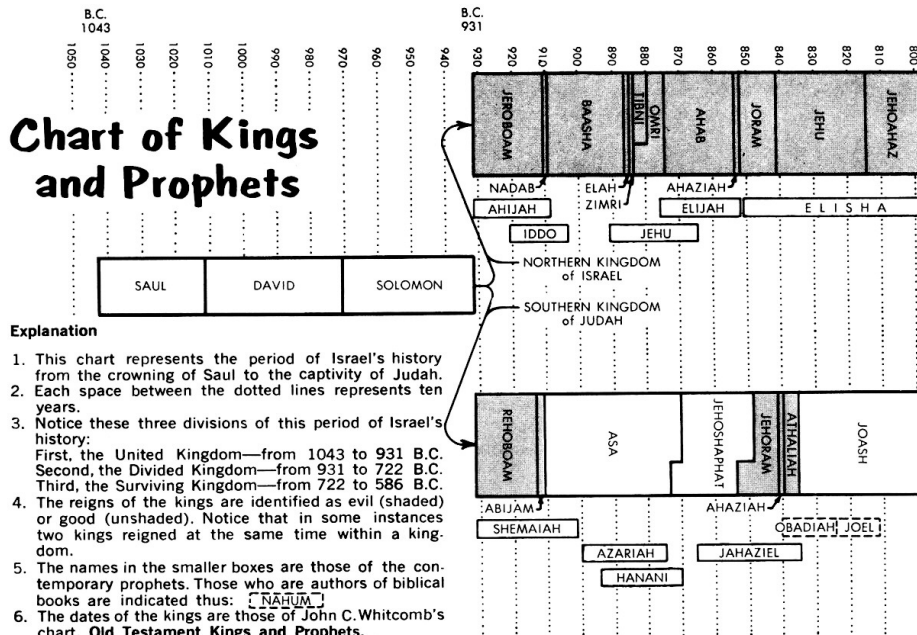 B.C.
1043
B.C.
931
1050
1040
1030
1020
1010
1000
990
980
970
960
950
940
930
920
910
900
890
880
870
860
850
840
830
820
810
800
Chart of Kings
and Prophets
JEROBOAM
BAASHA
TIBNI
OMRI
AHAB
JORAM
JEHU
JEHOAHAZ
NADAB
ELAH
ZIMRI
AHAZIAH
AHIJAH
ELIJAH
ELISHA
IDDO
JEHU
NORTHERN KINGDOM
of ISRAEL
SAUL
DAVID
SOLOMON
SOUTHERN KINGDOM
of JUDAH
Explanation
1. This chart represents the period of Israel's history
from the crowning of Saul to the captivity of Judah.
2. Each space between the dotted lines represents ten
years.
3. Notice these three divisions of this period of Israel's
history:
First, the United Kingdom—from 1043 to 931 B.C.
Second, the Divided Kingdom—from 931 to 722 B.C.
Third, the Surviving Kingdom—from 722 to 586 B.C.
4. The reigns of the kings are identified as evil (shaded)
or good (unshaded). Notice that in some instances
two kings reigned at the same time within a king-
dom.
5. The names in the smaller boxes are those of the con-
temporary prophets. Those who are authors of biblical
books are indicated thus: NAHUM
6. The dates of the kings are those of John C. Whitcomb's
chart, Old Testament Kings and Prophets.
REHOBOAM
ASA
JEHOSHAPHAT
JEHORAM
ATHALIAH
JOASH
ABIJAM
AHAZIAH
SHEMAIAH
OBADIAH
JOEL
AZARIAH
JAHAZIEL
HANANI